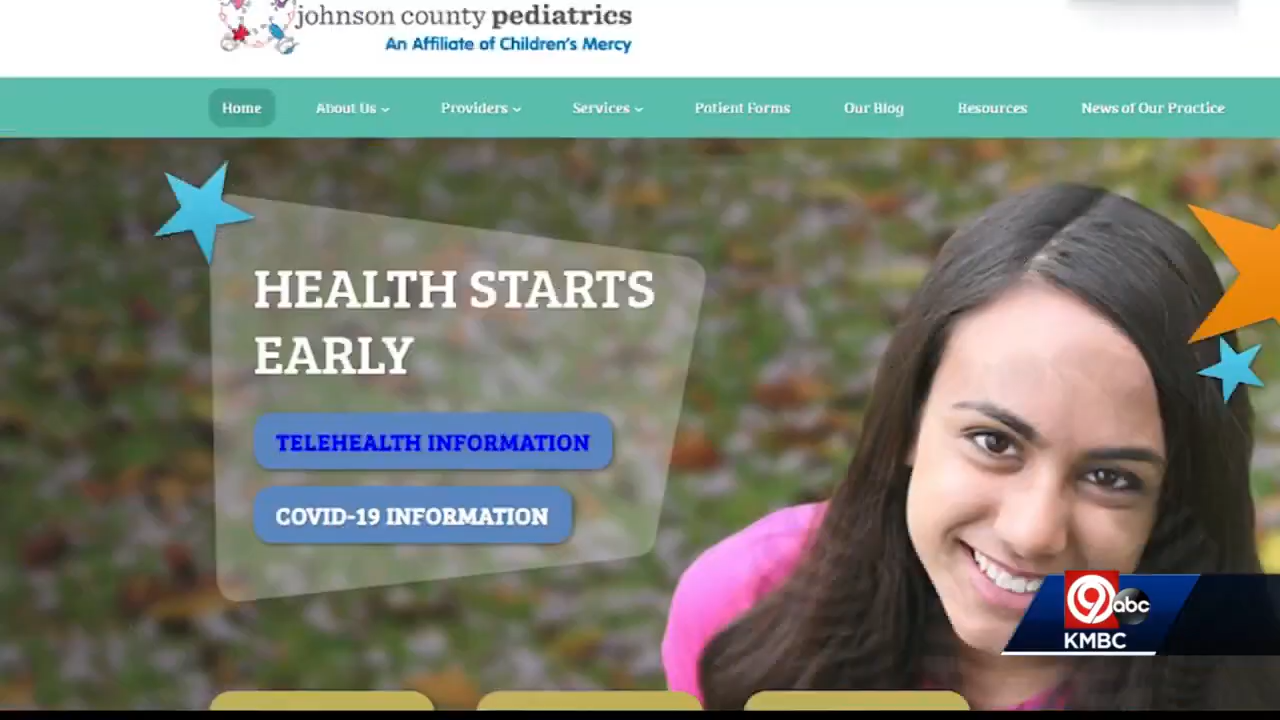 johnson county pediatrics
An Affiliate of Children's Mercy
Home About Us Providers Services Patient Forms Our Blog Resources News of Our Practice
HEALTH STARTS
EARLY
TELEHEALTH INFORMATION
COVID-19 INFORMATION
9 abc
KMBC